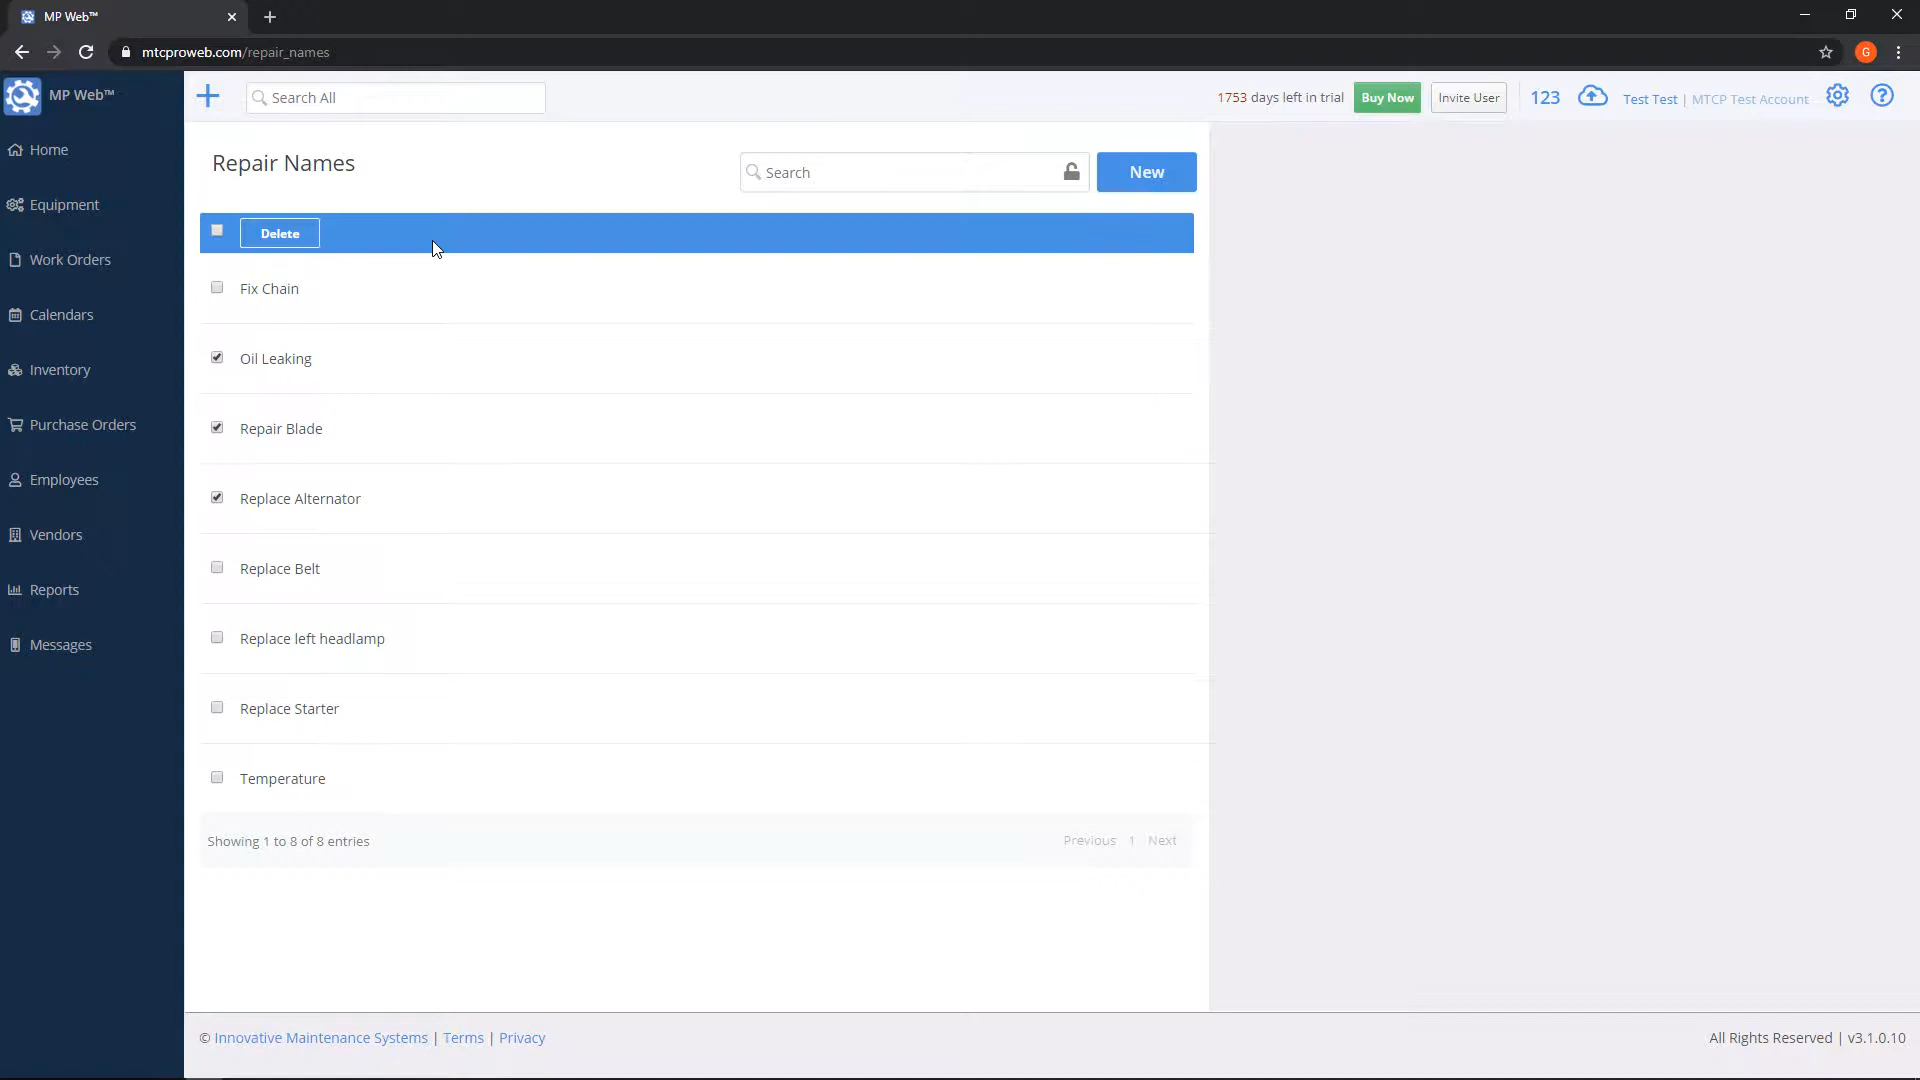 MP Web™
mtcproweb.com/repair_names
G
MP Web™
Search All
1753 days left in trial
Buy Now
Invite User
123
Test Test | MTCP Test Account
Home
Equipment
Work Orders
Calendars
Inventory
Purchase Orders
Employees
Vendors
Reports
Messages
Repair Names
Search
New
Delete
Fix Chain
Oil Leaking
Repair Blade
Replace Alternator
Replace Belt
Replace left headlamp
Replace Starter
Temperature
Showing 1 to 8 of 8 entries
Previous 1 Next
© Innovative Maintenance Systems | Terms | Privacy
All Rights Reserved | v3.1.0.10